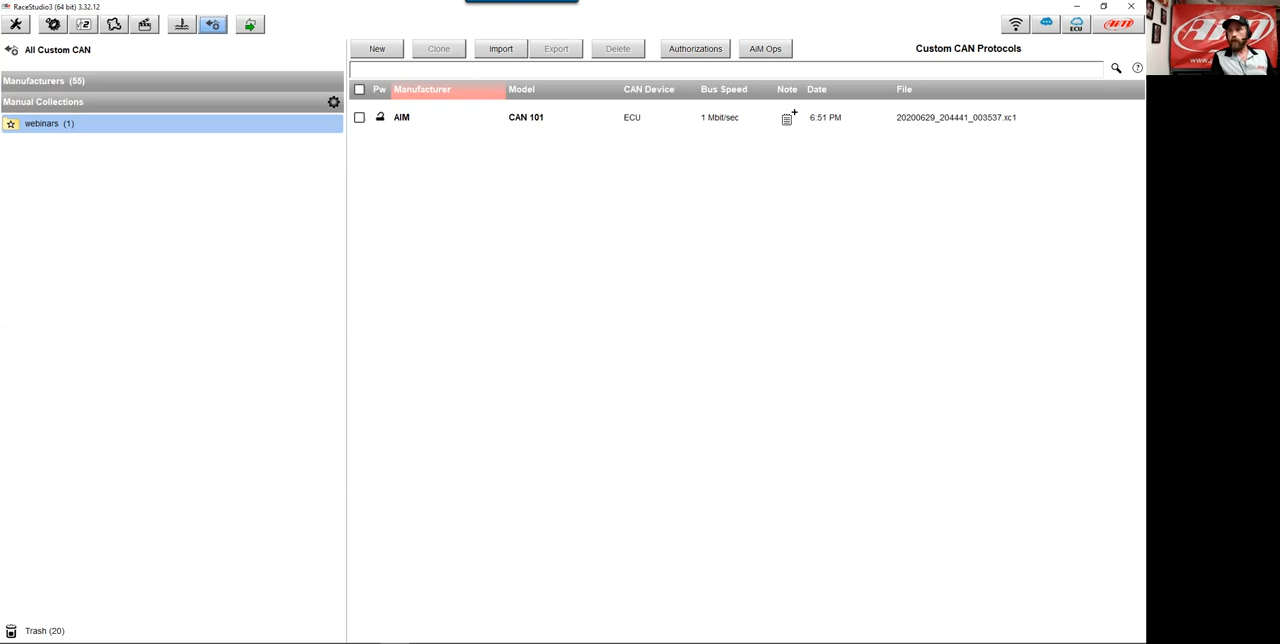 RaceStudio3 (64 bit) 3.32.12
ECU
All Custom CAN
New Clone Import Export Delete Authorizations AiM Ops Custom CAN Protocols
Manufacturers (55)
Manual Collections
webinars (1)
Pw Manufacturer Model CAN Device Bus Speed Note Date File
AIM CAN 101 ECU 1 Mbit/sec 6:51 PM 20200629_204441_003537.xc1
Trash (20)